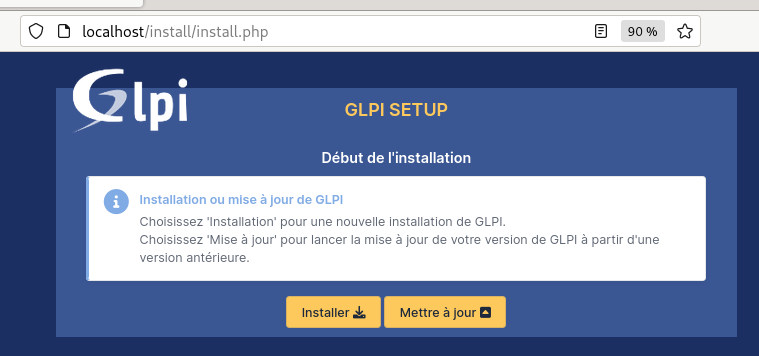 localhost/install/install.php
90 %
Glpi
GLPI SETUP
Début de l'installation
Installation ou mise à jour de GLPI
Choisissez 'Installation' pour une nouvelle installation de GLPI.
Choisissez 'Mise à jour' pour lancer la mise à jour de votre version de GLPI à partir d'une
version antérieure.
Installer
Mettre à jour